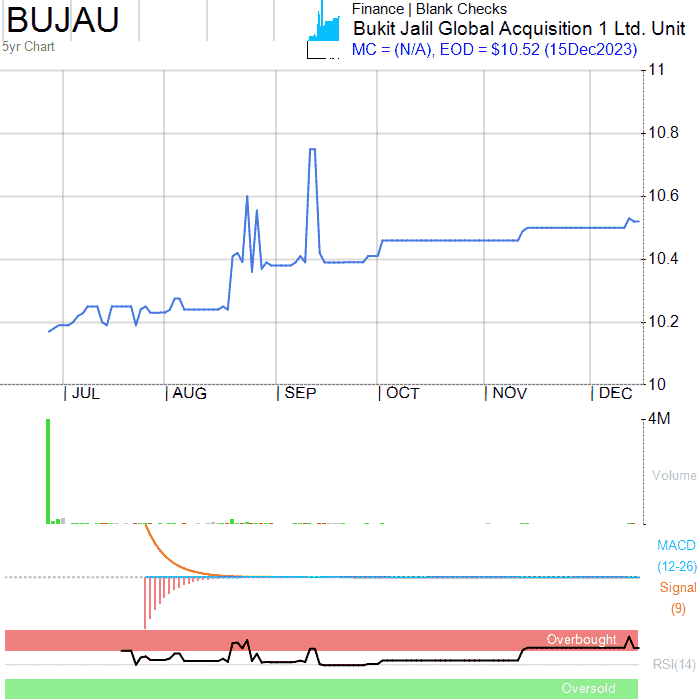 BUJAU
5yr Chart
Finance | Blank Checks
Bukit Jalil Global Acquisition 1 Ltd. Unit
MC = (N/A), EOD = $10.52 (15Dec2023)
11
10.8
10.6
10.4
10.2
10
JUL AUG SEP OCT NOV DEC
4M
Volume
MACD
(12-26)
Signal
(9)
Overbought
RSI(14)
Oversold